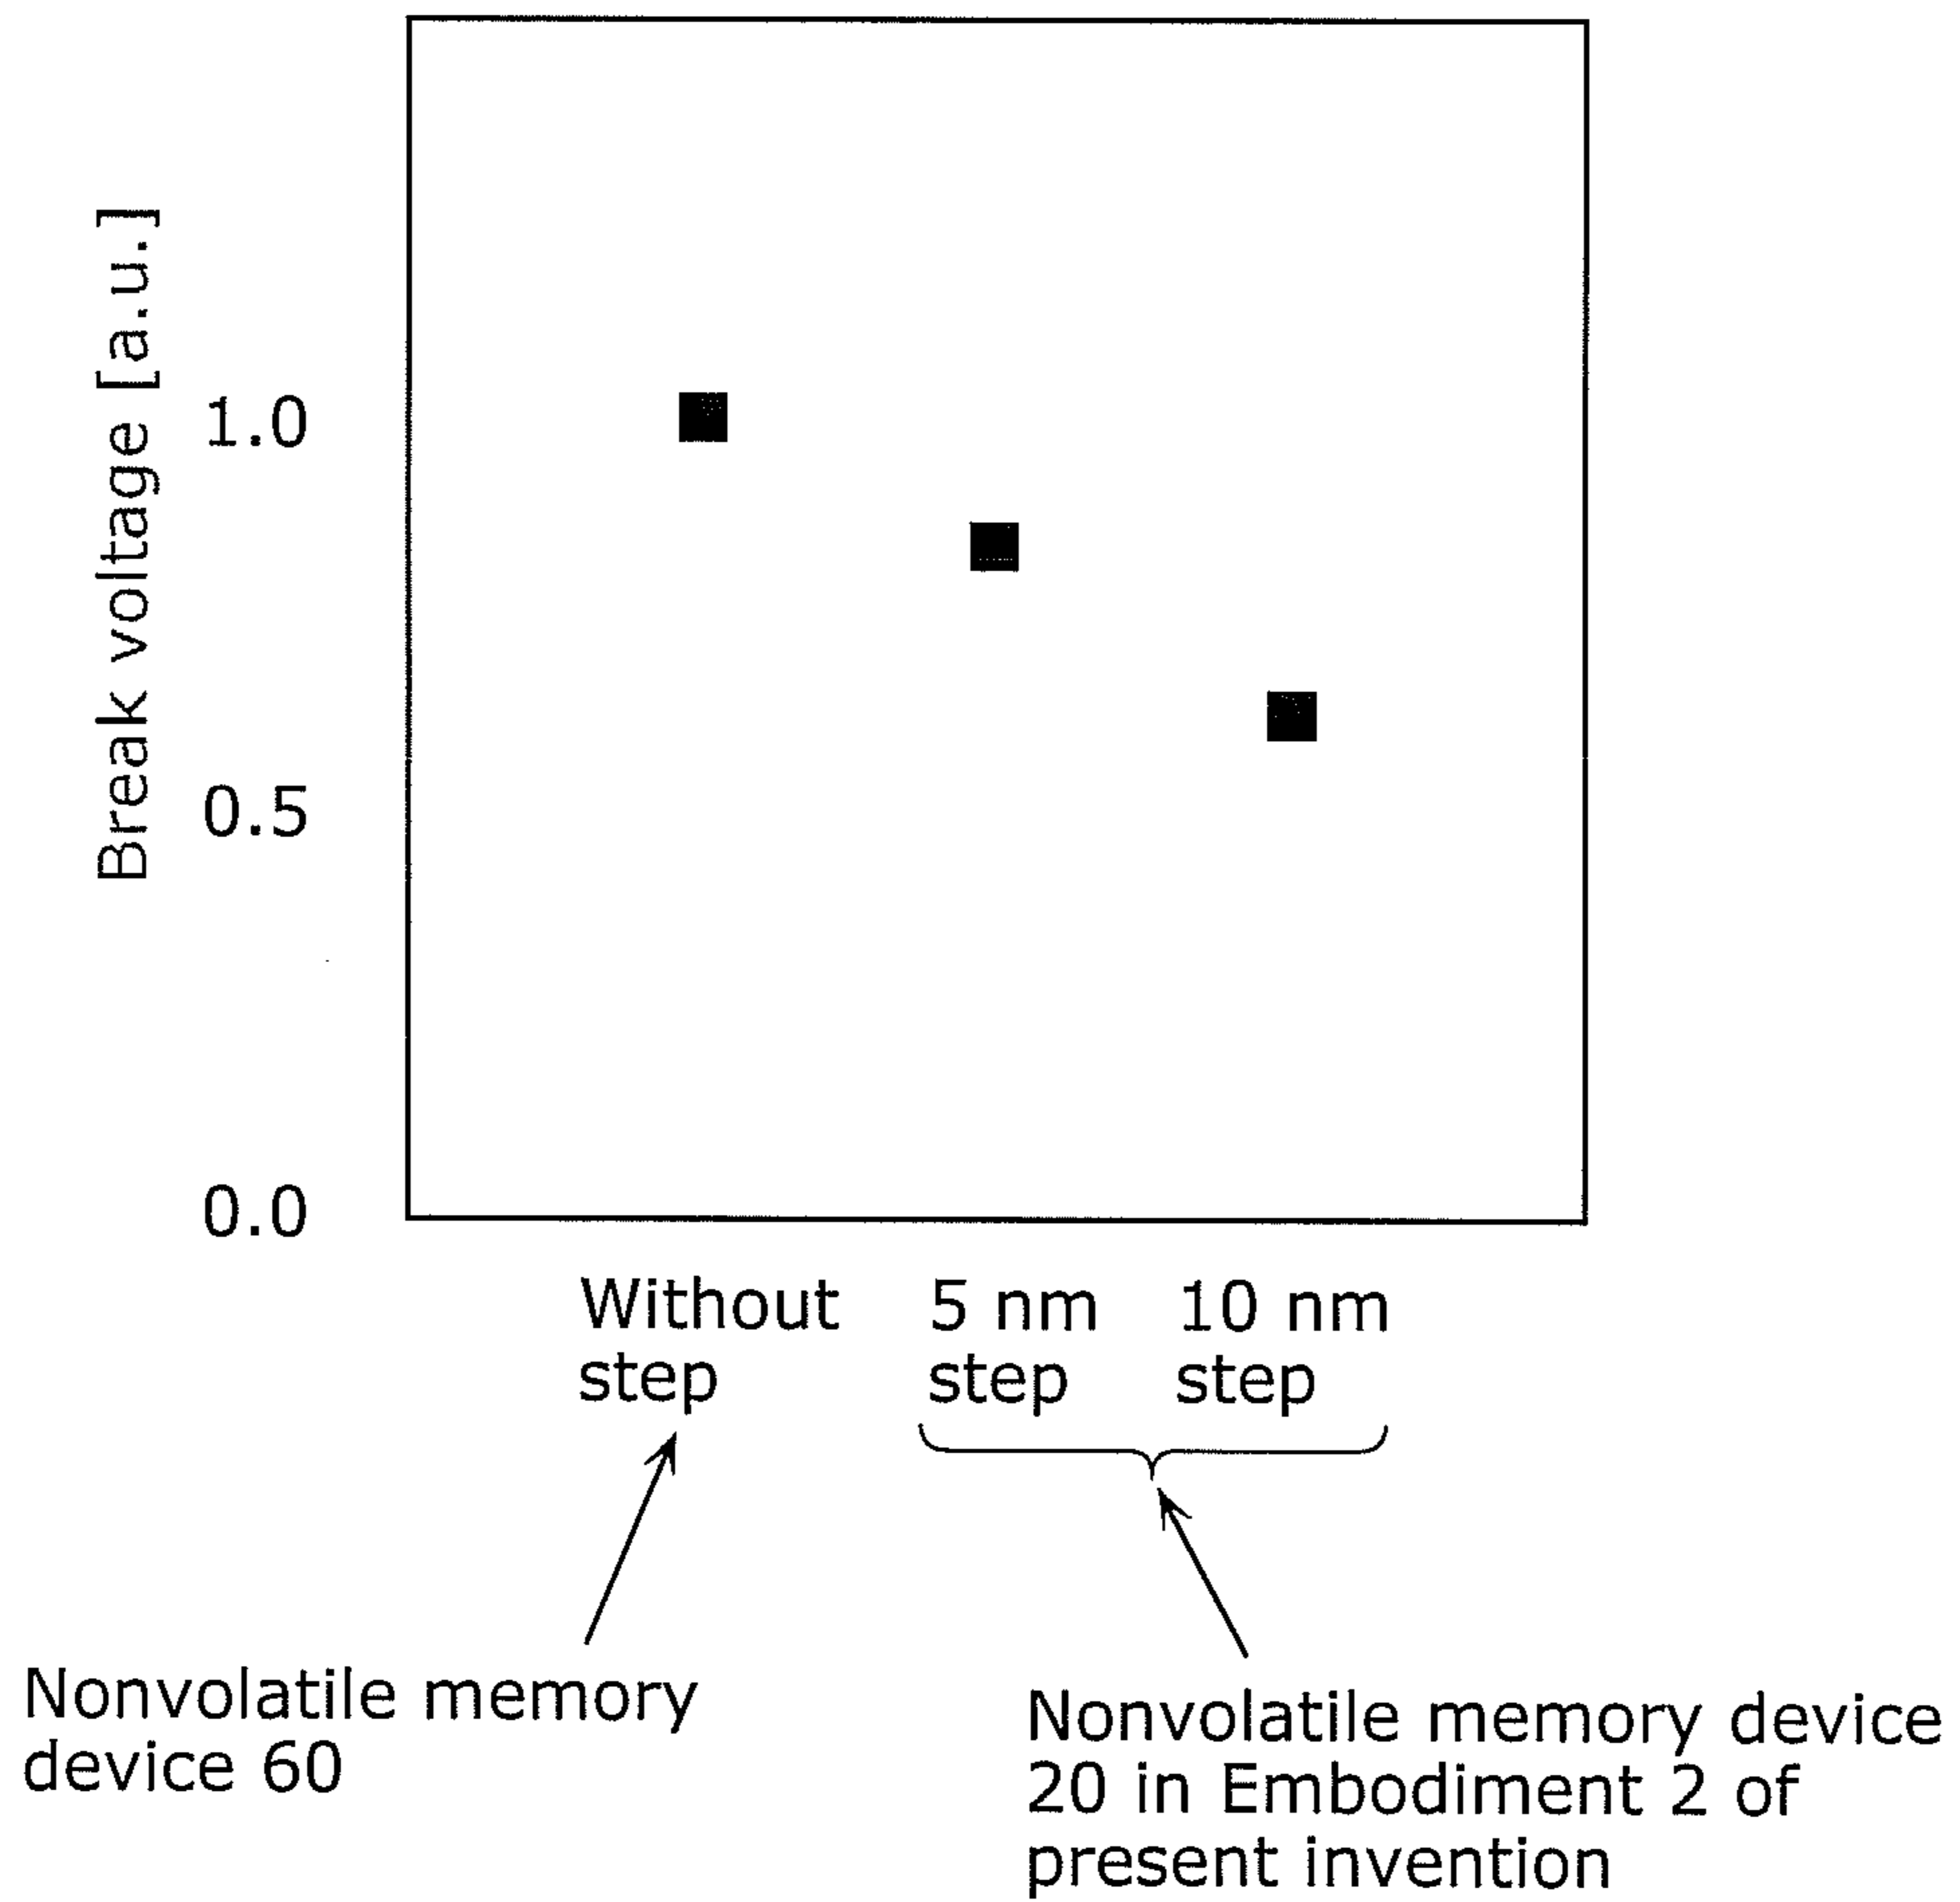 Break voltage [a.u.]
1.0
0.5
0.0
Without
step
5 nm
step
10 nm
step
Nonvolatile memory
device 60
Nonvolatile memory device
20 in Embodiment 2 of
present invention